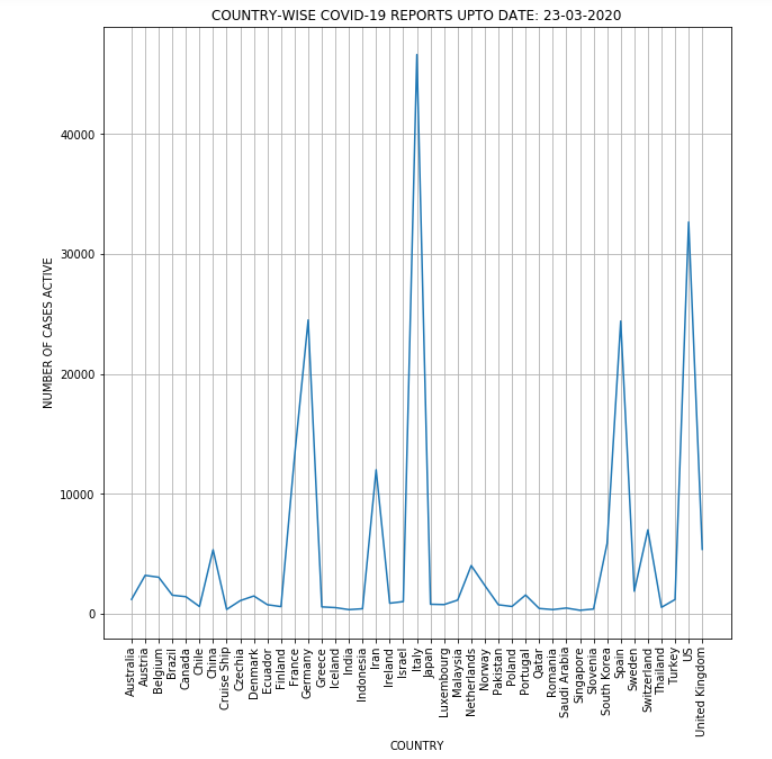 COUNTRY-WISE COVID-19 REPORTS UPTO DATE: 23-03-2020
NUMBER OF CASES ACTIVE
40000
30000
20000
10000
0
Australia
Austria
Belgium
Brazil
Canada
Chile
China
Cruise Ship
Czechia
Denmark
Ecuador
Finland
France
Germany
Greece
Iceland
India
Indonesia
Iran
Ireland
Israel
Italy
Japan
Luxembourg
Malaysia
Netherlands
Norway
Pakistan
Poland
Portugal
Qatar
Romania
Saudi Arabia
Singapore
Slovenia
South Korea
Spain
Sweden
Switzerland
Thailand
Turkey
US
United Kingdom
COUNTRY